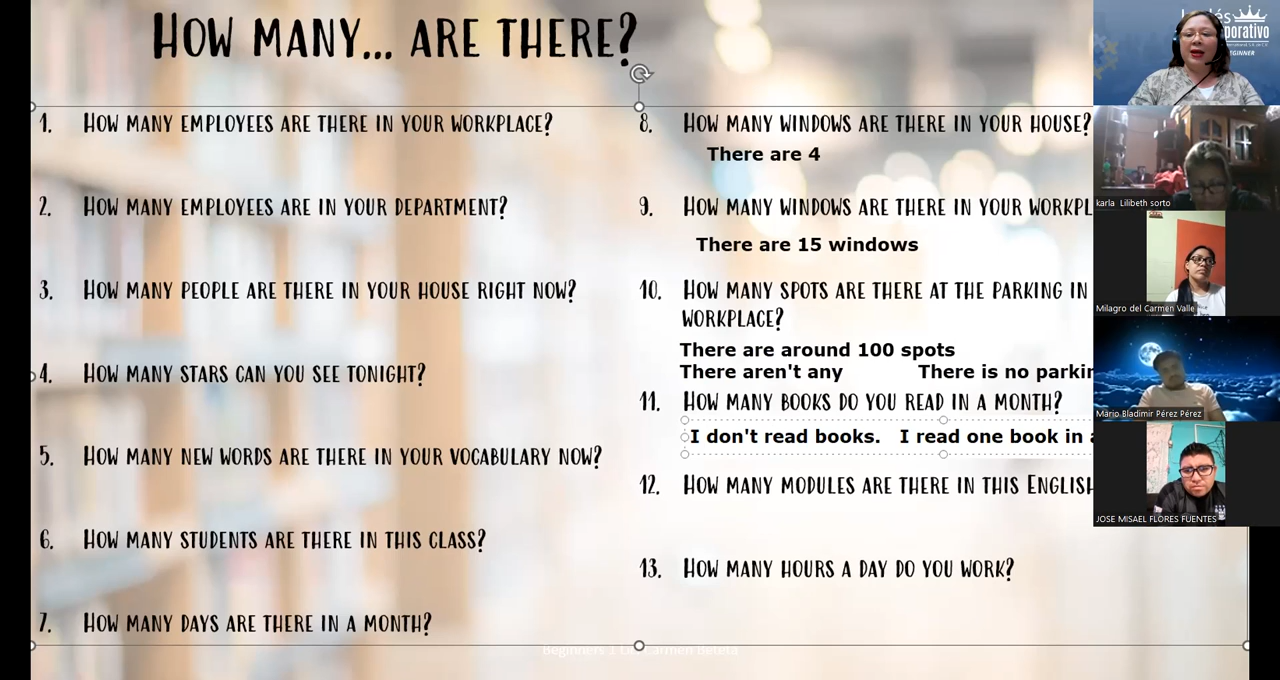 HOW MANY... ARE THERE?
1. HOW MANY EMPLOYEES ARE THERE IN YOUR WORKPLACE?
2. HOW MANY EMPLOYEES ARE IN YOUR DEPARTMENT?
3. HOW MANY PEOPLE ARE THERE IN YOUR HOUSE RIGHT NOW?
4. HOW MANY STARS CAN YOU SEE TONIGHT?
5. HOW MANY NEW WORDS ARE THERE IN YOUR VOCABULARY NOW?
6. HOW MANY STUDENTS ARE THERE IN THIS CLASS?
7. HOW MANY DAYS ARE THERE IN A MONTH?
8. HOW MANY WINDOWS ARE THERE IN YOUR HOUSE?
There are 4
9. HOW MANY WINDOWS ARE THERE IN YOUR WORKPL
There are 15 windows
10. HOW MANY SPOTS ARE THERE AT THE PARKING IN
WORKPLACE?
There are around 100 spots
There aren't any There is no parkin
11. HOW MANY BOOKS DO YOU READ IN A MONTH?
I don't read books. I read one book in a
12. HOW MANY MODULES ARE THERE IN THIS ENGLISH
13. HOW MANY HOURS A DAY DO YOU WORK?
BEGINNER
karla Lilibeth sorto
Milagro del Carmen Valle
Mario Bladimir Pérez Pérez
JOSE MISAEL FLORES FUENTES